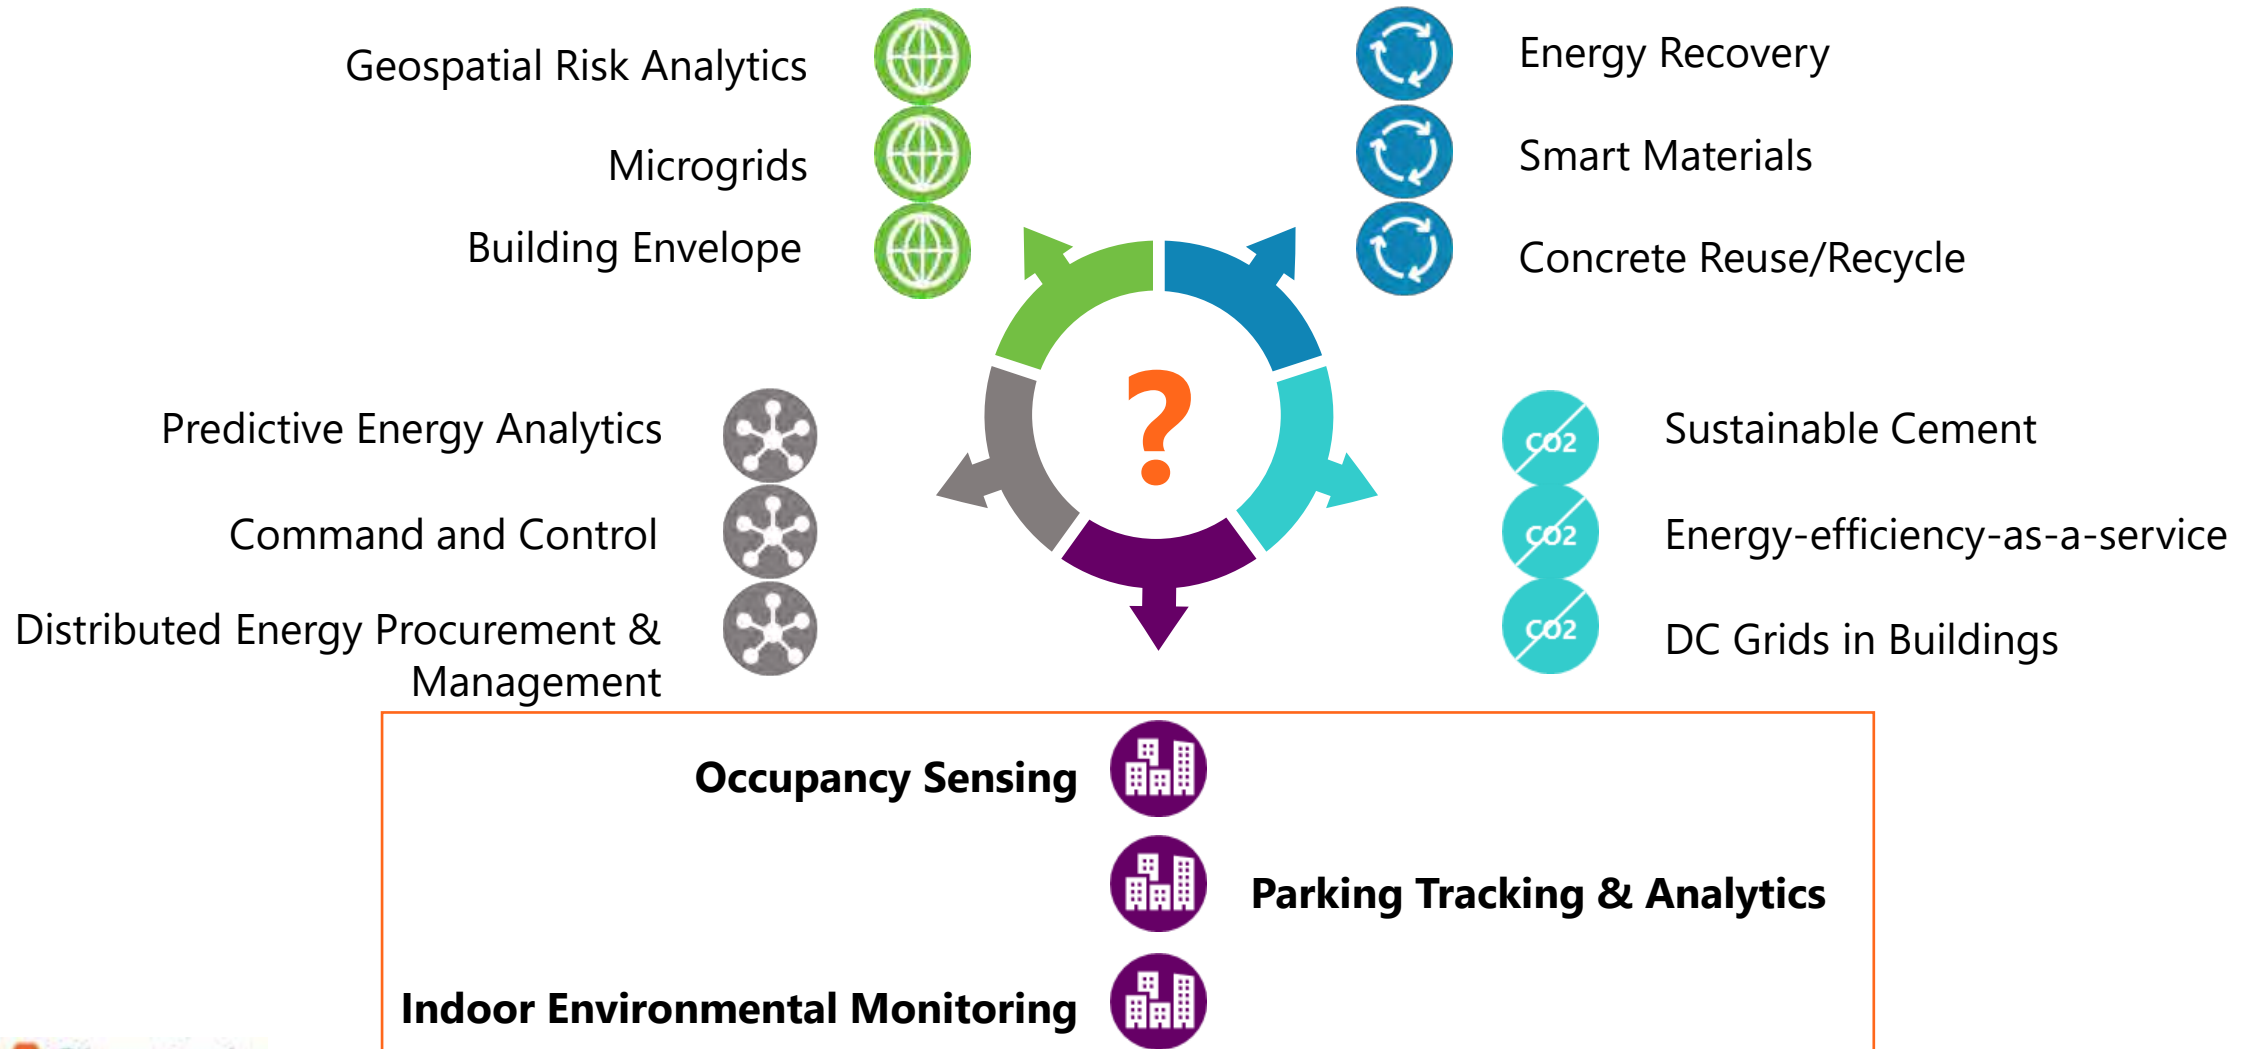 Geospatial Risk Analytics
Microgrids
Building Envelope
Energy Recovery
Smart Materials
Concrete Reuse/Recycle
?
Predictive Energy Analytics
Command and Control
Distributed Energy Procurement &
Management
CO2
Sustainable Cement
CO2
Energy-efficiency-as-a-service
CO2
DC Grids in Buildings
Occupancy Sensing
Parking Tracking & Analytics
Indoor Environmental Monitoring